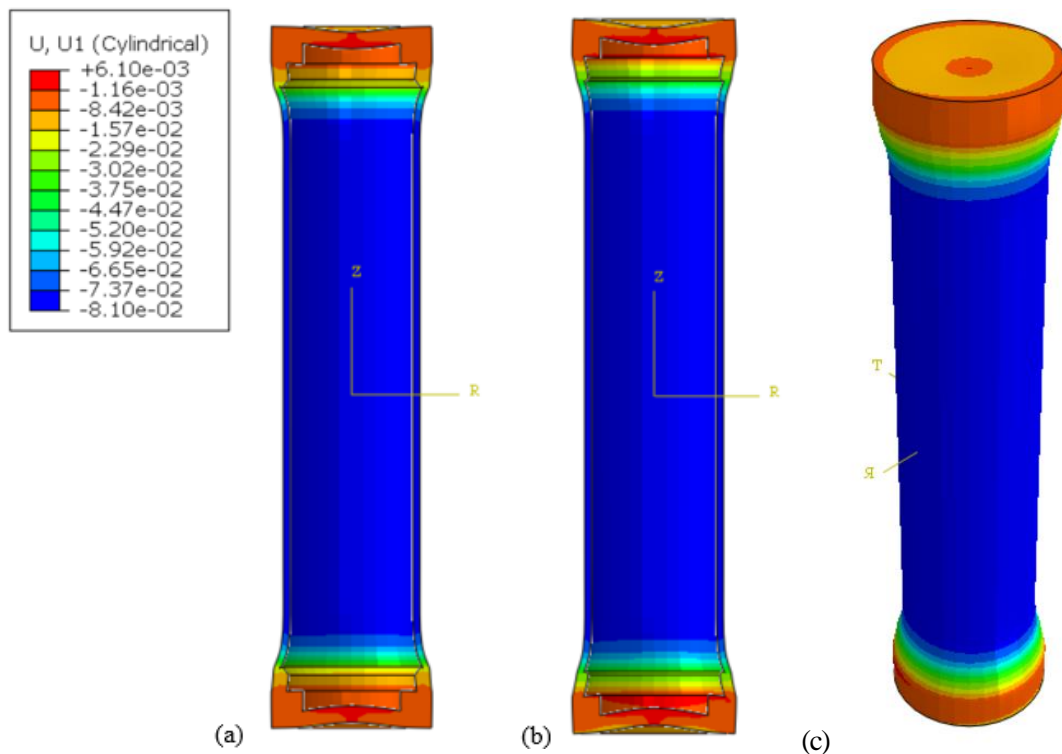 U, U1 (Cylindrical)
+6.10e-03
-1.16e-03
-8.42e-03
-1.57e-02
-2.29e-02
-3.02e-02
-3.75e-02
-4.47e-02
-5.20e-02
-5.92e-02
-6.65e-02
-7.37e-02
-8.10e-02
Z
R
Z
R
T
R
(a)
(b)
(c)